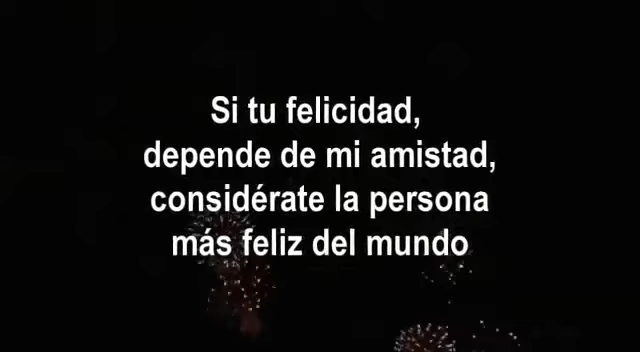 Si tu felicidad,
depende de mi amistad,
considérate la persona
más feliz del mundo